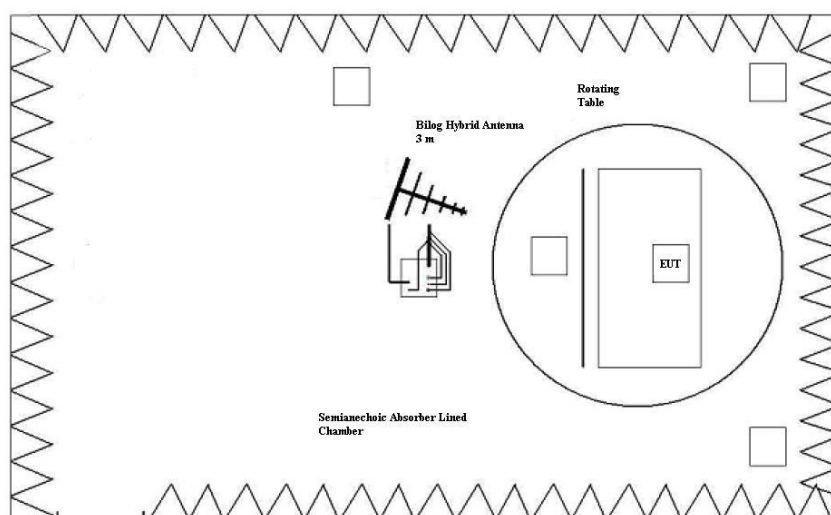 Rotating
Table
Bilog Hybrid Antenna
3 m
EUT
Semianechoic Absorber Lined
Chamber